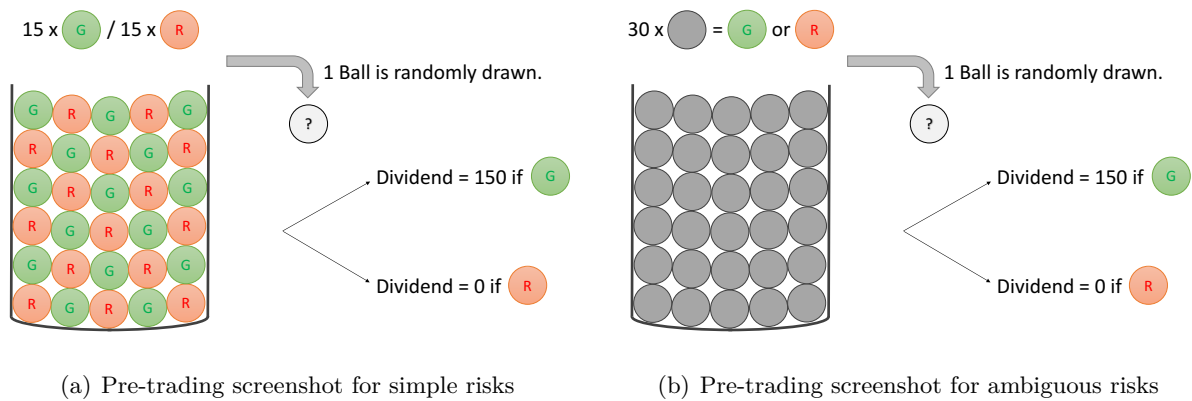 15 x G / 15 x R
1 Ball is randomly drawn.
?
G R G R G
R G R G R
G R G R G
R G R G R
G R G R G
R G R G R
Dividend = 150 if G
Dividend = 0 if R
(a) Pre-trading screenshot for simple risks
30 x = G or R
1 Ball is randomly drawn.
?
Dividend = 150 if G
Dividend = 0 if R
(b) Pre-trading screenshot for ambiguous risks